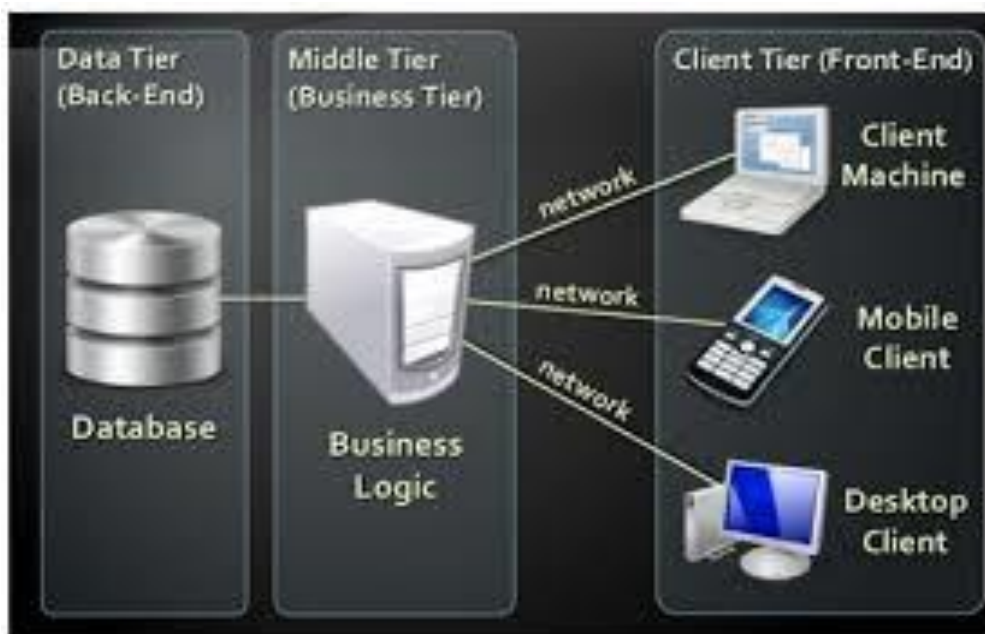 Data Tier
(Back-End)
Database
Middle Tier
(Business Tier)
Business
Logic
network
network
network
Client Tier (Front-End)
Client
Machine
Mobile
Client
Desktop
Client